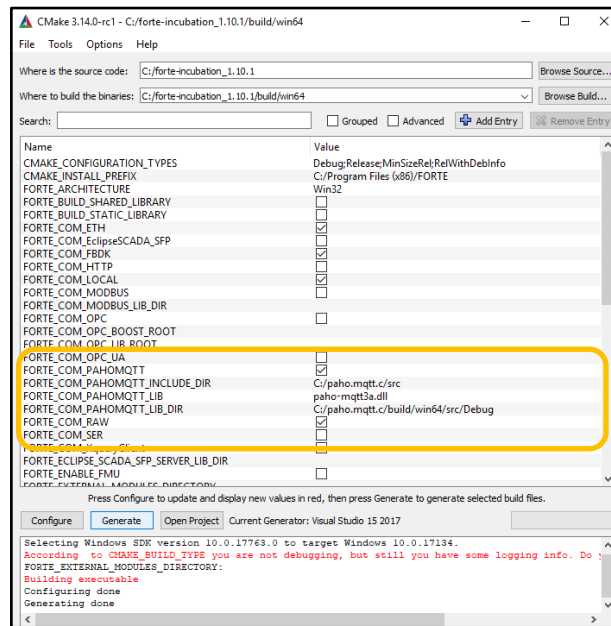 CMake 3.14.0-rc1 - C:/forte-incubation_1.10.1/build/win64
File Tools Options Help
Where is the source code: C:/forte-incubation_1.10.1 Browse Source...
Where to build the binaries: C:/forte-incubation_1.10.1/build/win64 Browse Build...
Search: Grouped Advanced Add Entry Remove Entry
Name Value
CMAKE_CONFIGURATION_TYPES Debug;Release;MinSizeRel;RelWithDebInfo
CMAKE_INSTALL_PREFIX C:/Program Files (x86)/FORTE
FORTE_ARCHITECTURE Win32
FORTE_BUILD_SHARED_LIBRARY
FORTE_BUILD_STATIC_LIBRARY
FORTE_COM_ETH
FORTE_COM_EclipseSCADA_SFP
FORTE_COM_FBDK
FORTE_COM_HTTP
FORTE_COM_LOCAL
FORTE_COM_MODBUS
FORTE_COM_MODBUS_LIB_DIR
FORTE_COM_OPC
FORTE_COM_OPC_BOOST_ROOT
FORTE_COM_OPC_LIB_ROOT
FORTE_COM_OPC_UA
FORTE_COM_PAHOMQTT
FORTE_COM_PAHOMQTT_INCLUDE_DIR C:/paho.mqtt.c/src
FORTE_COM_PAHOMQTT_LIB paho-mqtt3a.dll
FORTE_COM_PAHOMQTT_LIB_DIR C:/paho.mqtt.c/build/win64/src/Debug
FORTE_COM_RAW
FORTE_COM_SER
FORTE_COM_XqueryClient
FORTE_ECLIPSE_SCADA_SFP_SERVER_LIB_DIR
FORTE_ENABLE_FMU
FORTE_EXTERNAL_MODULES_DIRECTORY
Press Configure to update and display new values in red, then press Generate to generate selected build files.
Configure Generate Open Project Current Generator: Visual Studio 15 2017
Selecting Windows SDK version 10.0.17763.0 to target Windows 10.0.17134.
According to CMAKE_BUILD_TYPE you are not debugging, but still you have some logging info. Do
FORTE_EXTERNAL_MODULES_DIRECTORY:
Building executable
Configuring done
Generating done